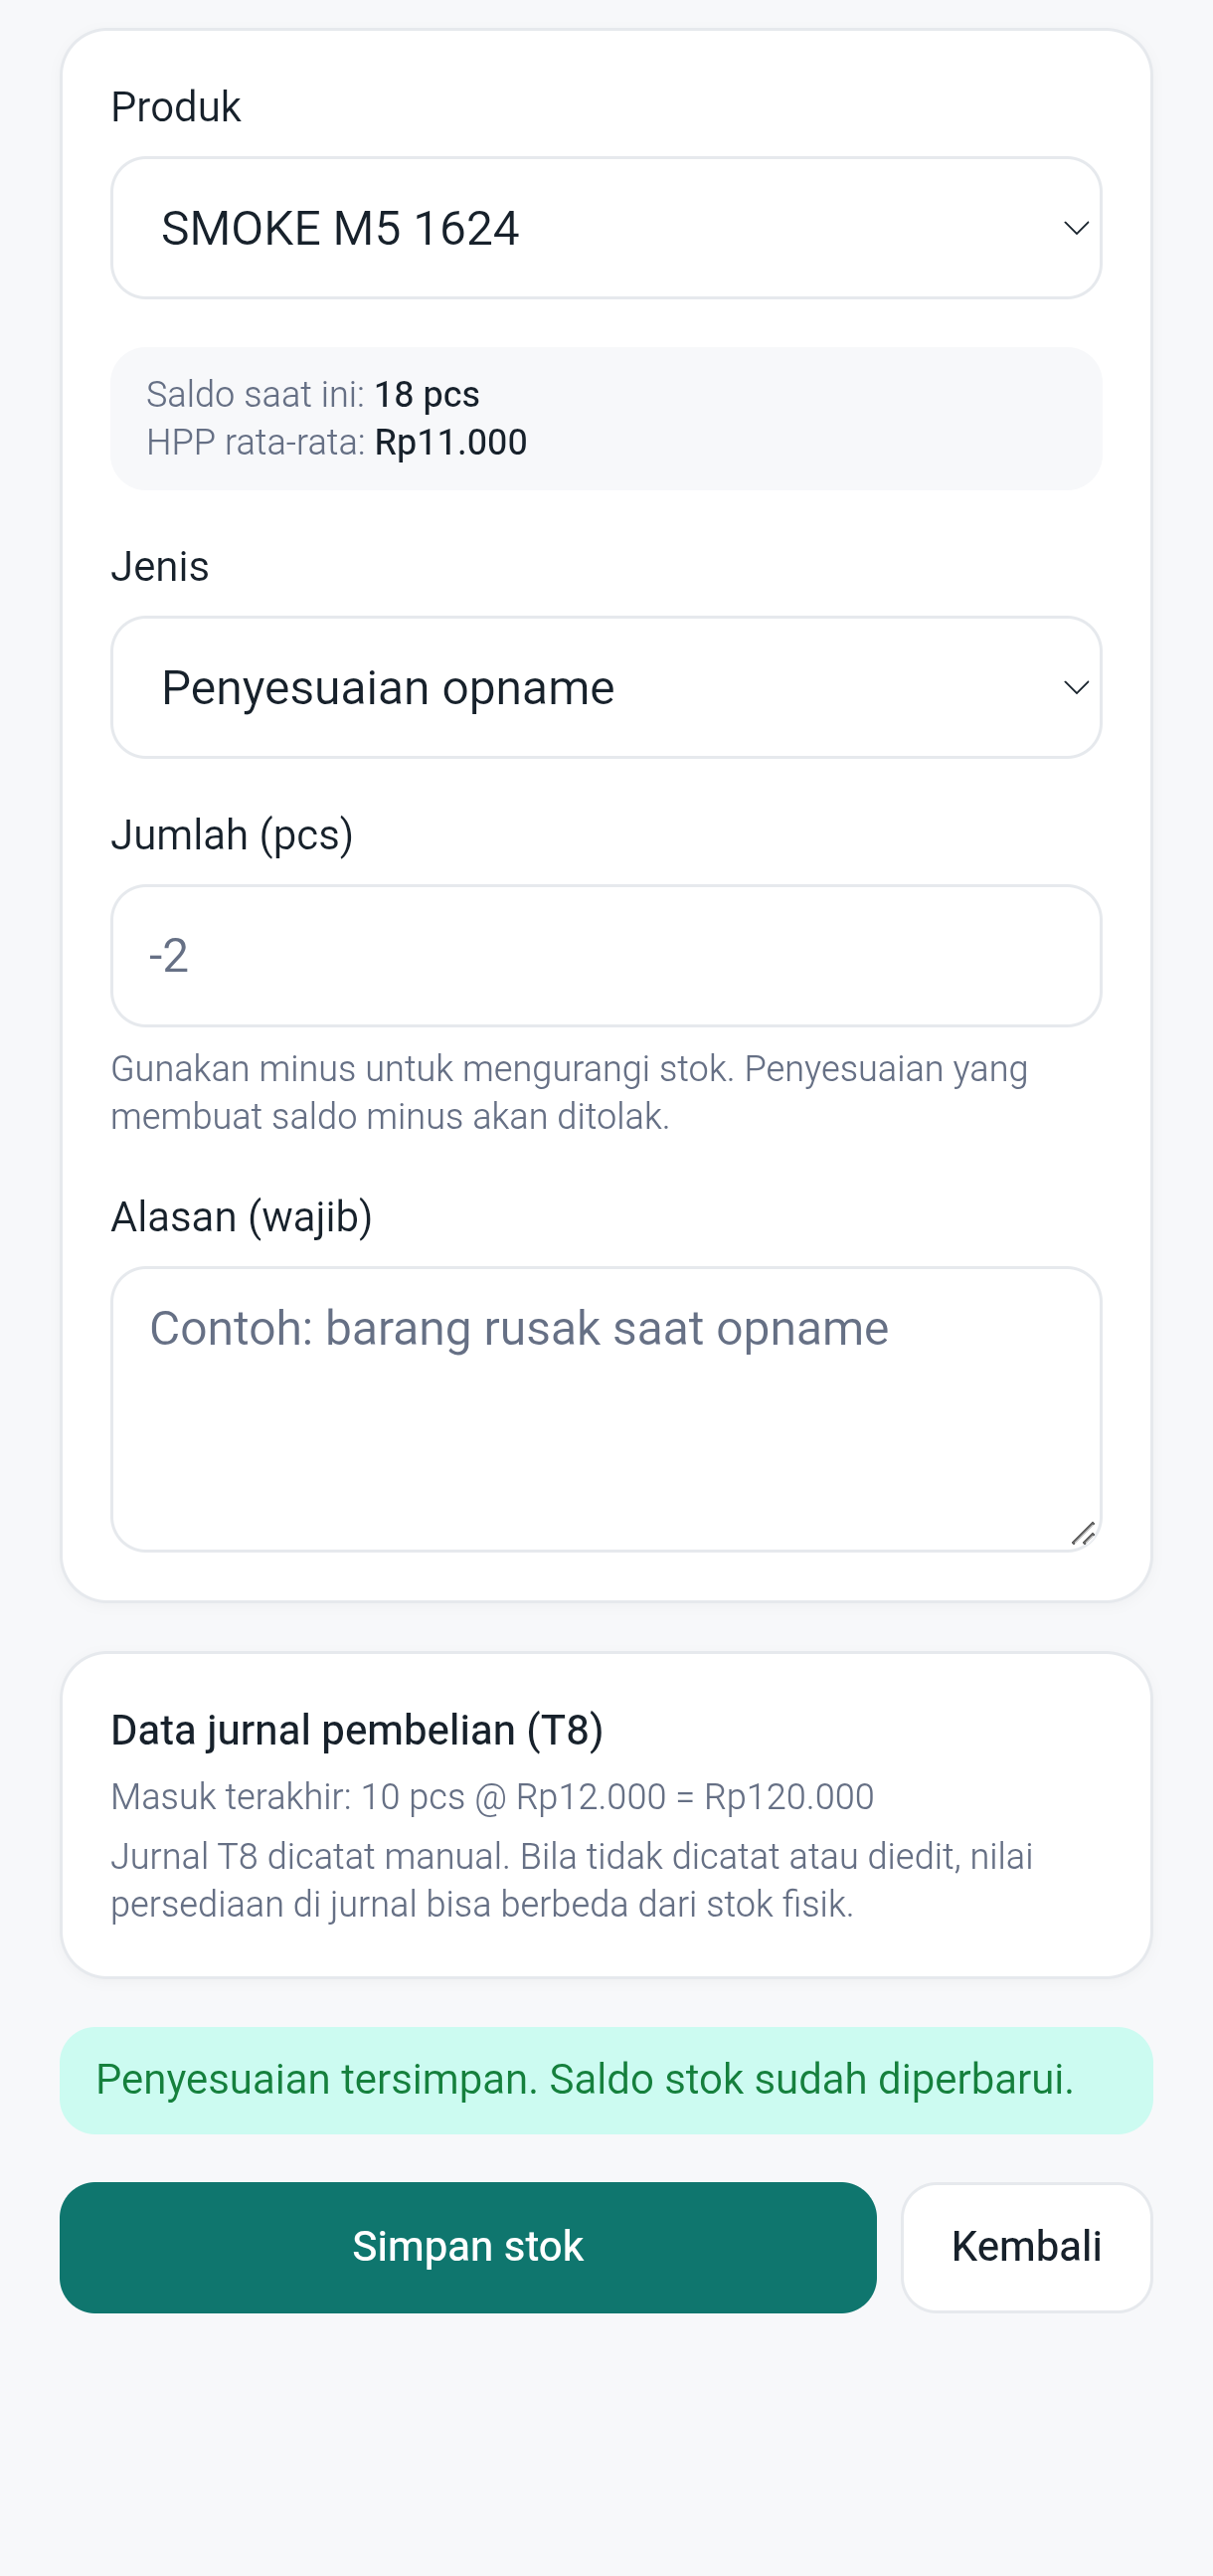 Produk
SMOKE M5 1624
Saldo saat ini: 18 pcs
HPP rata-rata: Rp11.000
Jenis
Penyesuaian opname
Jumlah (pcs)
-2
Gunakan minus untuk mengurangi stok. Penyesuaian yang
membuat saldo minus akan ditolak.
Alasan (wajib)
Contoh: barang rusak saat opname
Data jurnal pembelian (T8)
Masuk terakhir: 10 pcs @ Rp12.000 = Rp120.000
Jurnal T8 dicatat manual. Bila tidak dicatat atau diedit, nilai
persediaan di jurnal bisa berbeda dari stok fisik.
Penyesuaian tersimpan. Saldo stok sudah diperbarui.
Simpan stok
Kembali